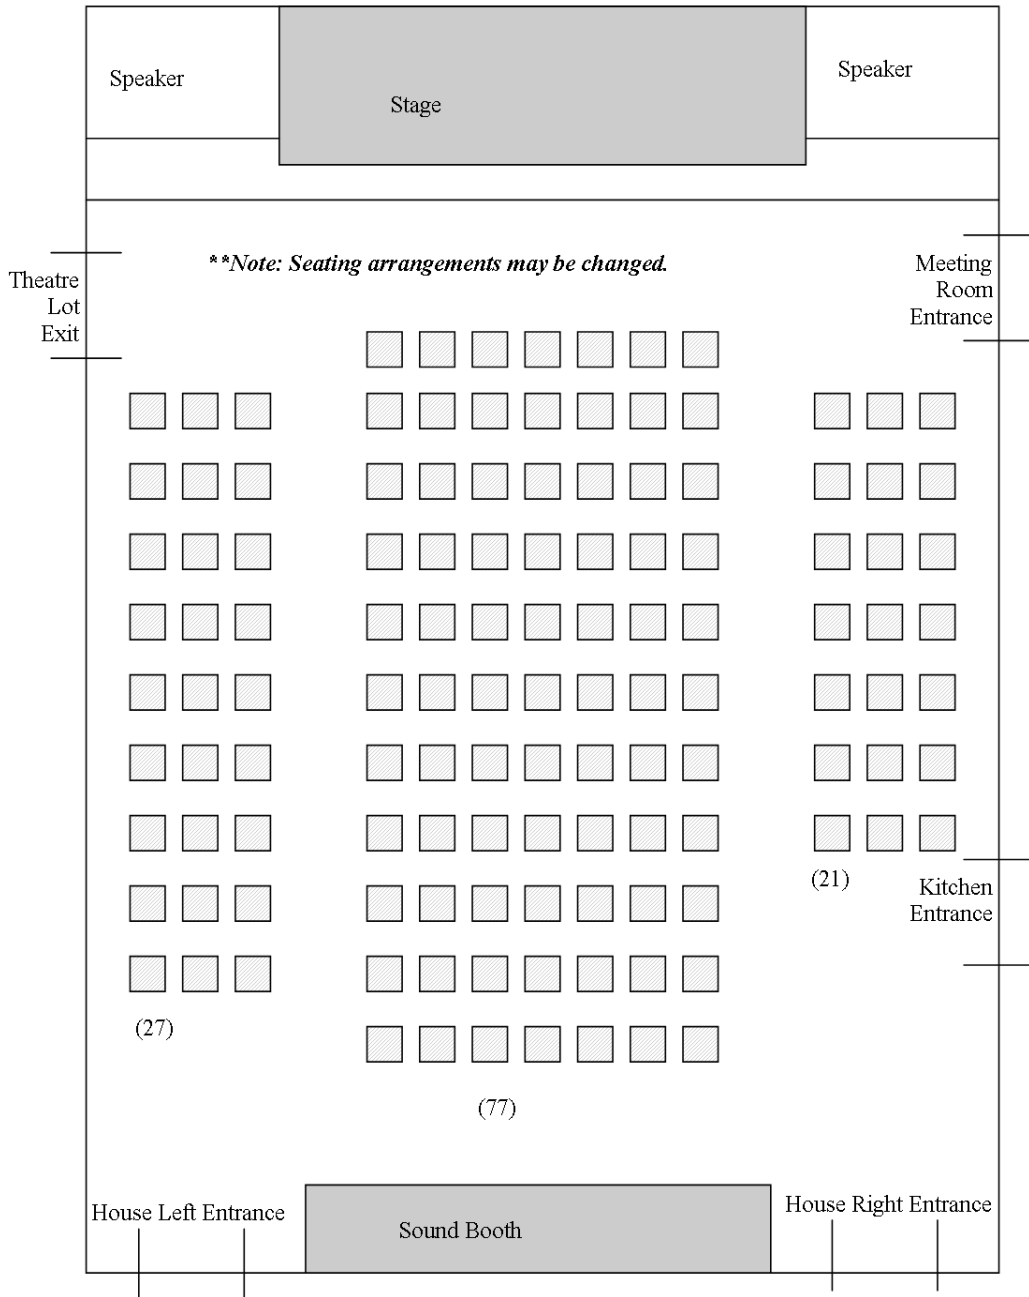 Speaker
Stage
Speaker
**Note: Seating arrangements may be changed.
Theatre
Lot
Exit
Meeting
Room
Entrance
(21)
Kitchen
Entrance
(27)
(77)
House Left Entrance
Sound Booth
House Right Entrance